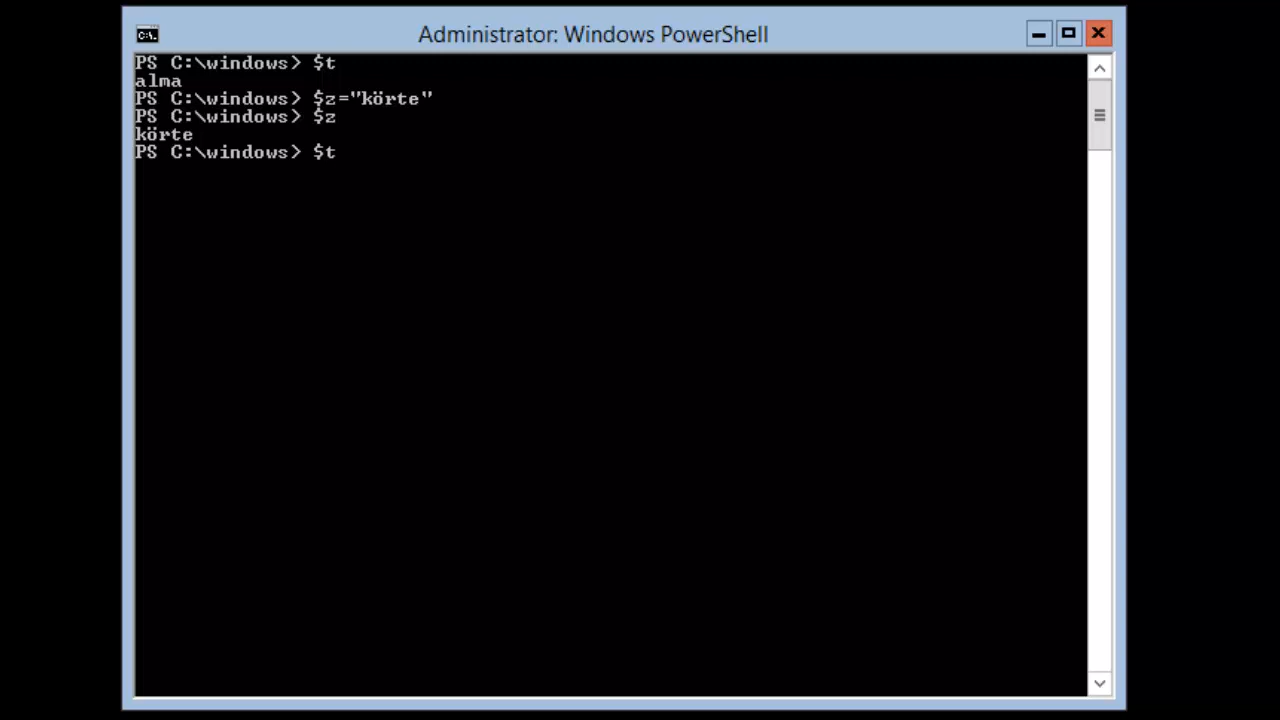 Administrator: Windows PowerShell
PS C:\windows> $t
alma
PS C:\windows> $z="körte"
PS C:\windows> $z
körte
PS C:\windows> $t